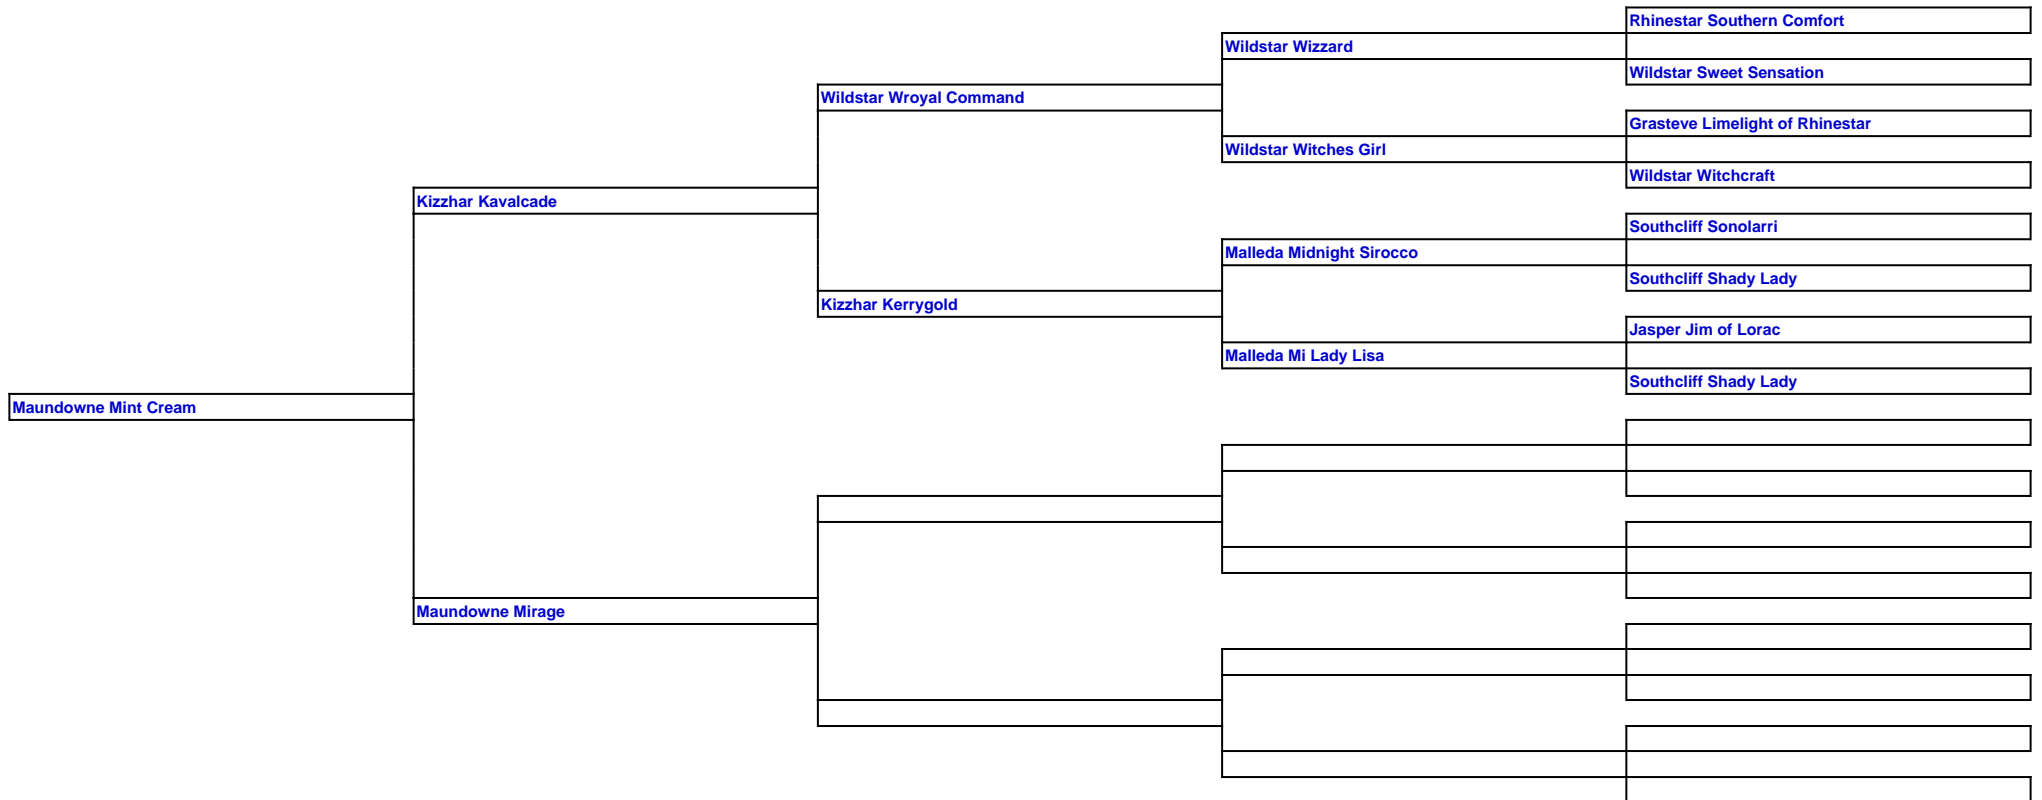 Rhinestar Southern Comfort
Wildstar Wizzard
Wildstar Sweet Sensation
Wildstar Wroyal Command
Grasteve Limelight of Rhinestar
Wildstar Witches Girl
Wildstar Witchcraft
Kizzhar Kavalcade
Southcliff Sonolarri
Malleda Midnight Sirocco
Southcliff Shady Lady
Kizzhar Kerrygold
Jasper Jim of Lorac
Malleda Mi Lady Lisa
Southcliff Shady Lady
Maundowne Mint Cream
Maundowne Mirage